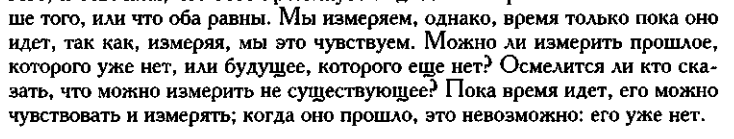 ше того, или что оба равны. Мы измеряем, однако, время только пока оно
идет, так как, измеряя, мы это чувствуем. Можно ли измерить прошлое,
которого уже нет, или будущее, которого еще нет? Осмелится ли кто ска-
зать, что можно измерить не существующее? Пока время идет, его можно
чувствовать и измерять; когда оно прошло, это невозможно: его уже нет.